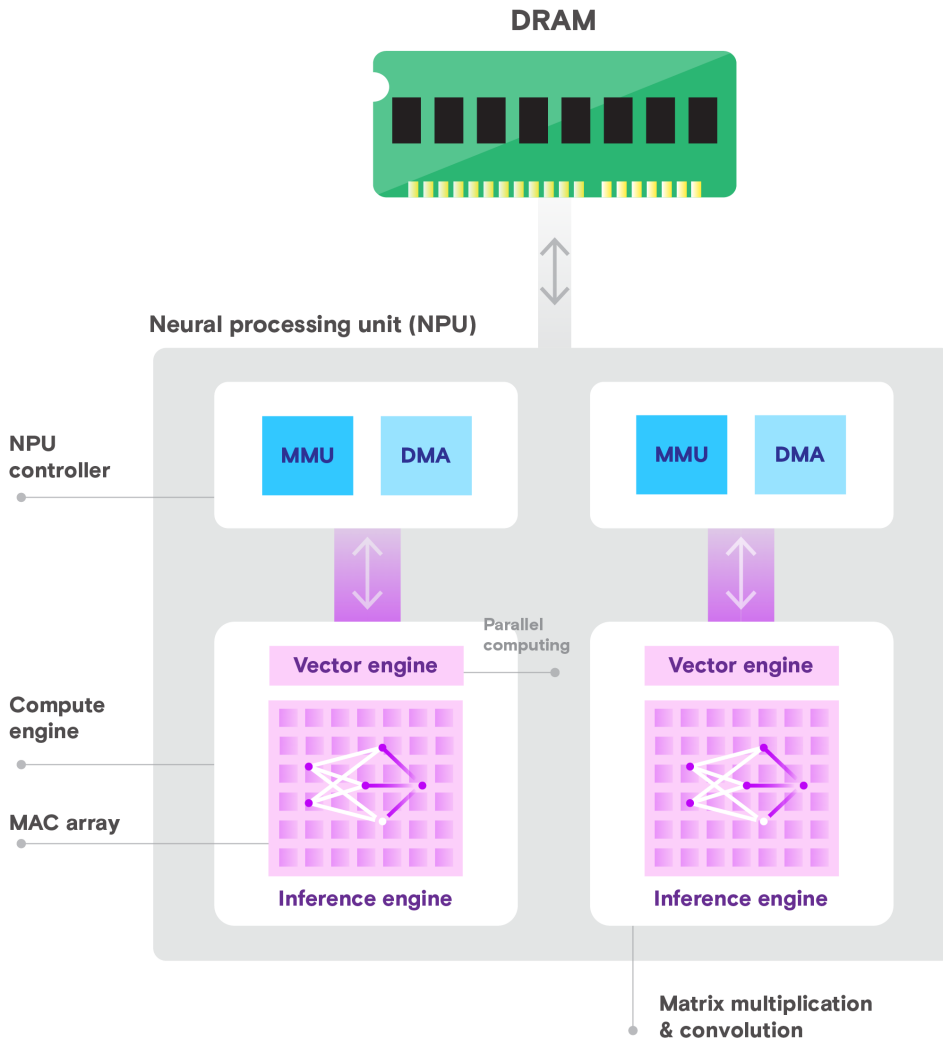 DRAM
Neural processing unit (NPU)
NPU
controller
MMU
DMA
MMU
DMA
Parallel
computing
Vector engine
Vector engine
Compute
engine
MAC array
Inference engine
Inference engine
Matrix multiplication
& convolution